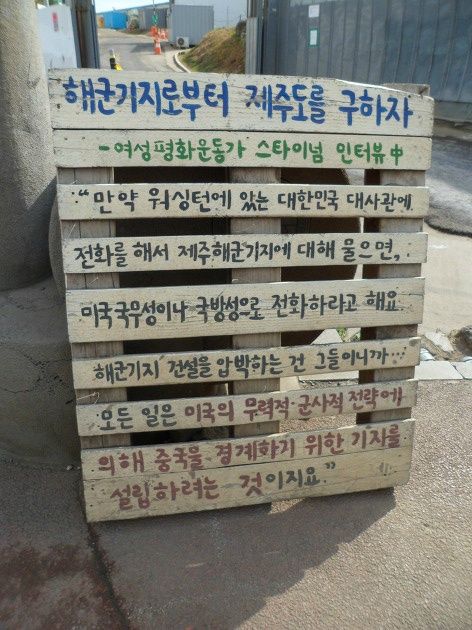 해군기지로부터 제주도를 구하자
- 여성평화운동가 스타이넘 인터뷰 中
"만약 워싱턴에 있는 대한민국 대사관에
전화를 해서 제주해군기지에 대해 물으면,
미국 국무성이나 국방성으로 전화하라고 해요.
해군기지 건설을 압박하는 건 그들이니까…
모든 일은 미국의 무력적·군사적 전략에
의해 중국을 경계하기 위한 기지를
설립하려는 것이지요."